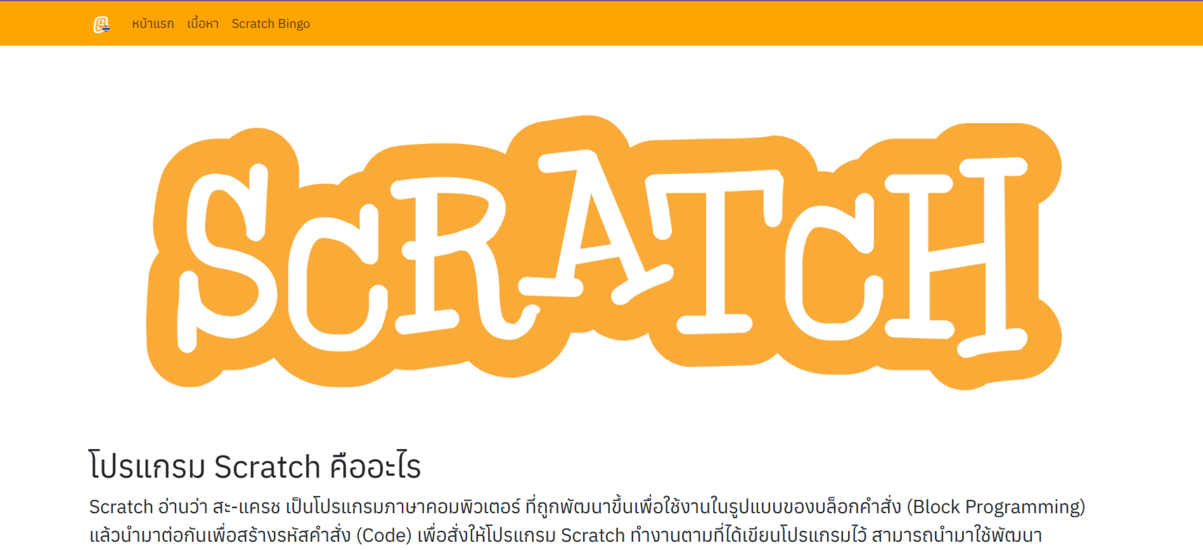 หน้าแรก เนื้อหา Scratch Bingo
SCRATCH
โปรแกรม Scratch คืออะไร
Scratch อ่านว่า สะ-แครช เป็นโปรแกรมภาษาคอมพิวเตอร์ ที่ถูกพัฒนาขึ้นเพื่อใช้งานในรูปแบบของบล็อกคำสั่ง (Block Programming)
แล้วนำมาต่อกันเพื่อสร้างรหัสคำสั่ง (Code) เพื่อสั่งให้โปรแกรม Scratch ทำงานตามที่ได้เขียนโปรแกรมไว้ สามารถนำมาใช้พัฒนา